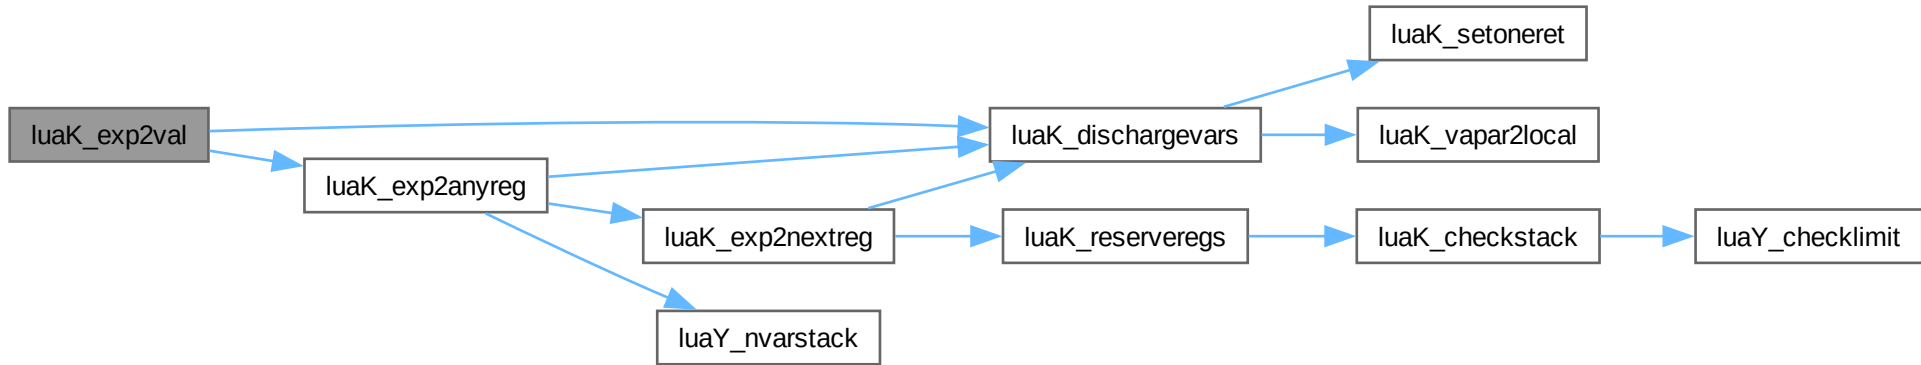 luaK_setoneret
luaK_exp2val
luaK_dischargevars
luaK_vapar2local
luaK_exp2anyreg
luaK_exp2nextreg
luaK_reserveregs
luaK_checkstack
luaY_checklimit
luaY_nvarstack